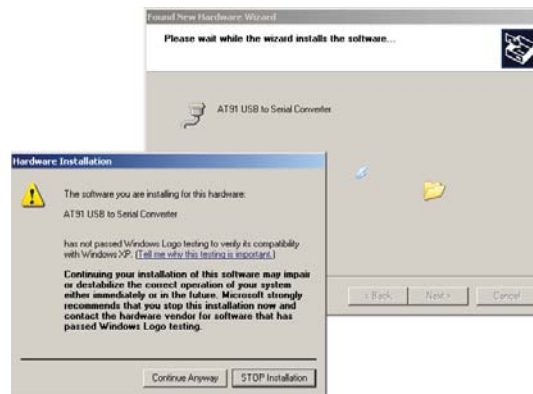 Found New Hardware Wizard
Please wait while the wizard installs the software...
AT91 USB to Serial Converter
< Back
Next >
Cancel
Hardware Installation
The software you are installing for this hardware:
AT91 USB to Serial Converter
has not passed Windows Logo testing to verify its compatibility
with Windows XP. (Tell me why this testing is important.)
Continuing your installation of this software may impair
or destabilize the correct operation of your system
either immediately or in the future. Microsoft strongly
recommends that you stop this installation now and
contact the hardware vendor for software that has
passed Windows Logo testing.
Continue Anyway
STOP Installation